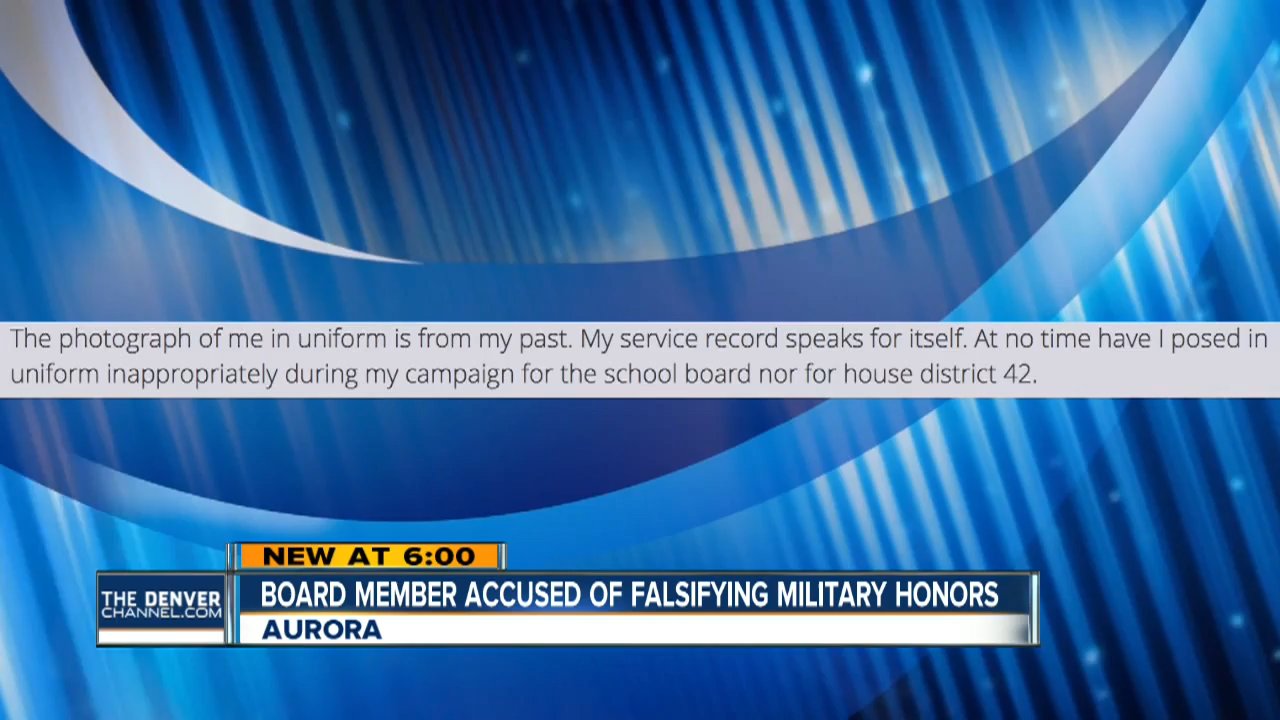 The photograph of me in uniform is from my past. My service record speaks for itself. At no time have I posed in
uniform inappropriately during my campaign for the school board nor for house district 42.
NEW AT 6:00
THE DENVER
CHANNEL.COM
BOARD MEMBER ACCUSED OF FALSIFYING MILITARY HONORS
AURORA